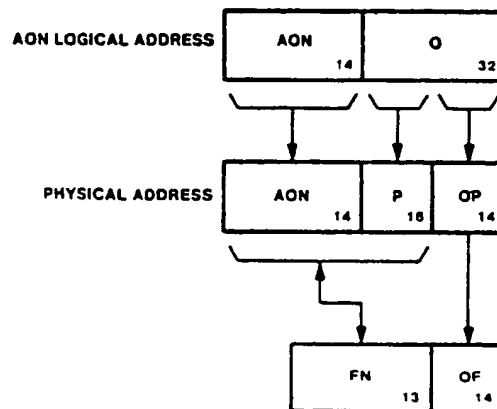 AON LOGICAL ADDRESS
AON 14 O 32
PHYSICAL ADDRESS
AON 14 P 18 OP 14
FN 13 OF 14